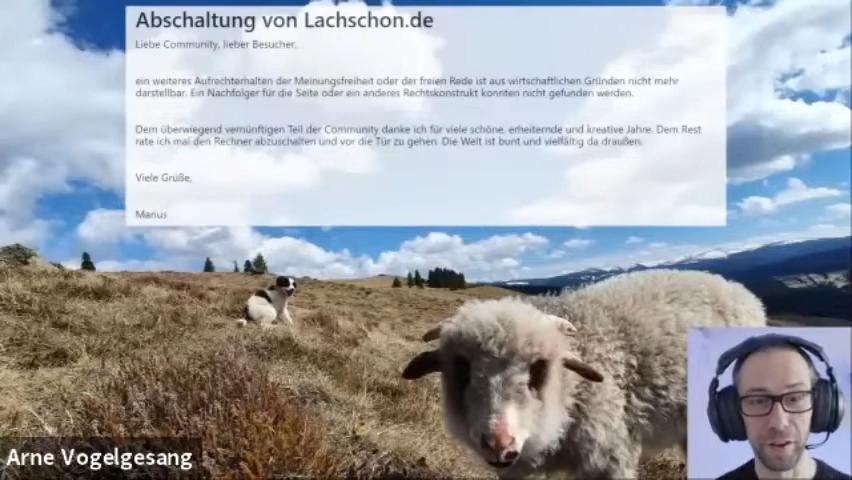 Abschaltung von Lachschon.de
Liebe Community, lieber Besucher,
ein weiteres Aufrechterhalten der Meinungsfreiheit oder der freien Rede ist aus wirtschaftlichen Gründen nicht mehr
darstellbar. Ein Nachfolger für die Seite oder ein anderes Rechtskonstrukt konnten nicht gefunden werden.
Dem überwiegend vernünftigen Teil der Community danke ich für viele schöne, erheiternde und kreative Jahre. Dem Rest
rate ich mal den Rechner abzuschalten und vor die Tür zu gehen. Die Welt ist bunt und vielfältig da draußen.
Viele Grüße,
Marius
Arne Vogelgesang